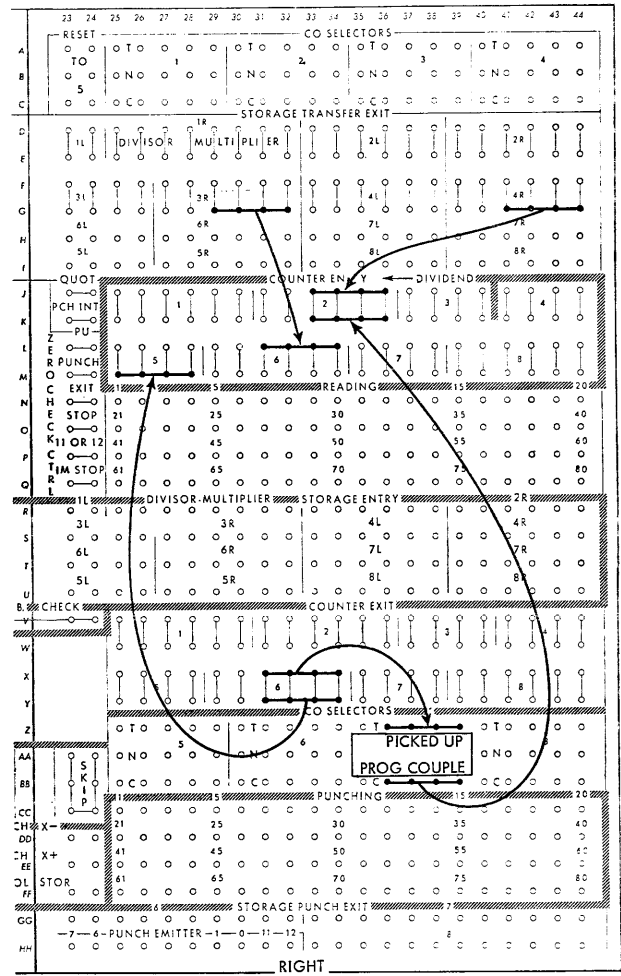 23 24 25 26 27 28 29 30 31 32 33 34 35 36 37 38 39 40 41 42 43 44
RESET CO SELECTORS
A T T T T
TO 1 2 3 4
B N N N N
5
C C C C C
STORAGE TRANSFER EXIT
1R
D 1L DIVISOR MULTIPLIER 2L 2R
E
F
3L 3R 4L 4R
G
6L 6R 7L 7R
H
5L 5R 8L 8R
I
QUOT COUNTER EN Y DIVIDEND
J
PCH INT 1 2 3 4
K
PU
L
PUNCH 5 6 7 8
M
EXIT 1 5 READING 15 20
N
STOP 21 25 30 35 40
O
11 OR 12 41 45 50 55 60
P
IM STOP 61 65 70 75 80
Q
ZERO CHECK CTRL
1L DIVISOR-MULTIPLIER STORAGE ENTRY 2R
R
3L 3R 4L 4R
S
6L 6R 7L 7R
T
5L 5R 8L 8R
U
B. CHECK COUNTER EXIT
V
1 2 3 4
W
X
6 7 8
Y
CO SELECTORS
Z T T T T
5 6 8
PICKED UP
AA N N N
PROG COUPLE
BB C C C C
SKIP
1 5 PUNCHING 15 20
CC
CH X- 21 25 30 35 40
DD
CH X+ 41 45 50 55
EE
OL STOR 61 65 70 75 80
FF
6 STORAGE PUNCH EXIT 7
GG
-7-6-PUNCH EMITTER-1-0-11-12 8
HH
RIGHT